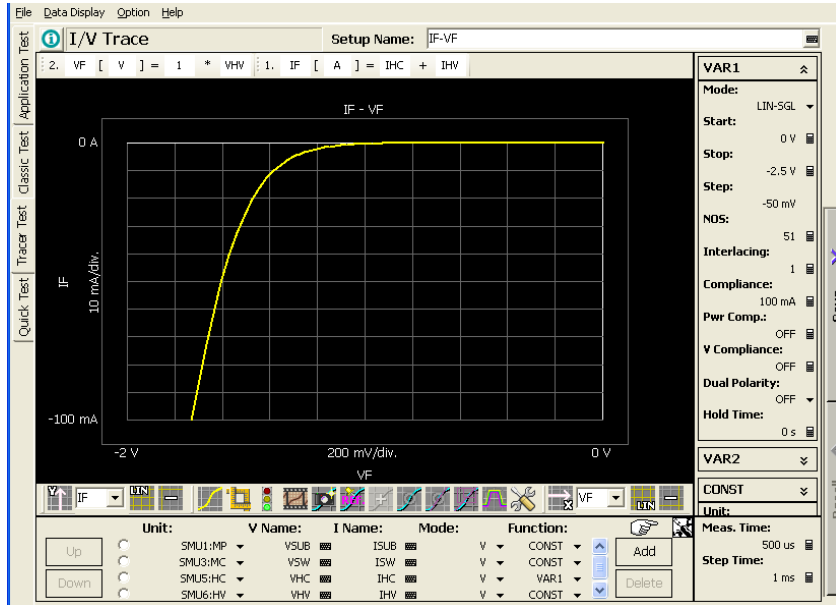 File Data Display Option Help
I/V Trace Setup Name: IF-VF
2. VF [ V ] = 1 * VHV 1. IF [ A ] = IHC + IHV
Application Test
Classic Test
Tracer Test
Quick Test
IF - VF
0 A
IF
10 mA/div.
-100 mA
-2 V 200 mV/div. 0 V
VF
VAR1
Mode:
LIN-SGL
Start:
0 V
Stop:
-2.5 V
Step:
-50 mV
NOS:
51
Interlacing:
1
Compliance:
100 mA
Pwr Comp.:
OFF
V Compliance:
OFF
Dual Polarity:
OFF
Hold Time:
0 s
VAR2
CONST
Unit:
Y IF LIN X VF LIN
Unit: V Name: I Name: Mode: Function:
Up SMU1:MP VSUB ISUB V CONST Add
SMU3:MC VSW ISW V CONST
Down SMU5:HC VHC IHC V VAR1 Delete
SMU6:HV VHV IHV V CONST
Meas. Time:
500 us
Step Time:
1 ms